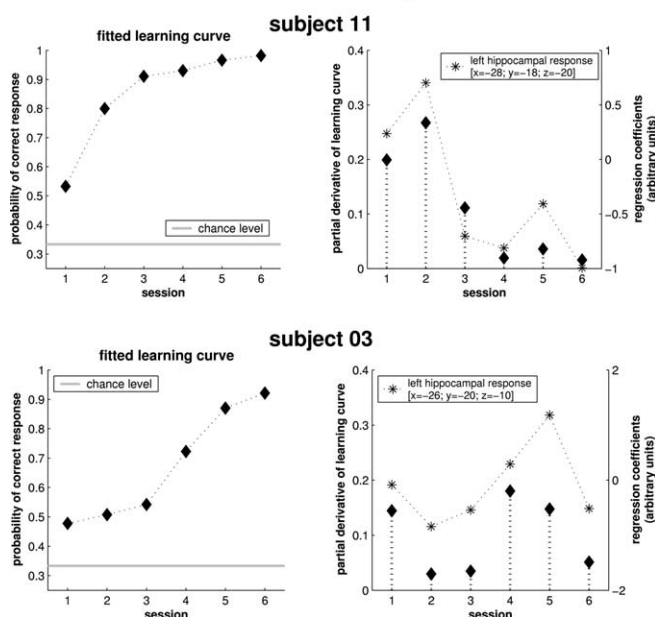 subject 11
fitted learning curve
probability of correct response
1
0.9
0.8
0.7
0.6
0.5
0.4
0.3
chance level
1 2 3 4 5 6
session
partial derivative of learning curve
0.4
0.3
0.2
0.1
0
left hippocampal response
[x=−28; y=−18; z=−20]
1
0.5
0
−0.5
−1
regression coefficients
(arbitrary units)
1 2 3 4 5 6
session
subject 03
fitted learning curve
probability of correct response
1
0.9
0.8
0.7
0.6
0.5
0.4
0.3
chance level
1 2 3 4 5 6
session
partial derivative of learning curve
0.4
0.3
0.2
0.1
0
left hippocampal response
[x=−26; y=−20; z=−10]
2
0
−2
regression coefficients
(arbitrary units)
1 2 3 4 5 6
session